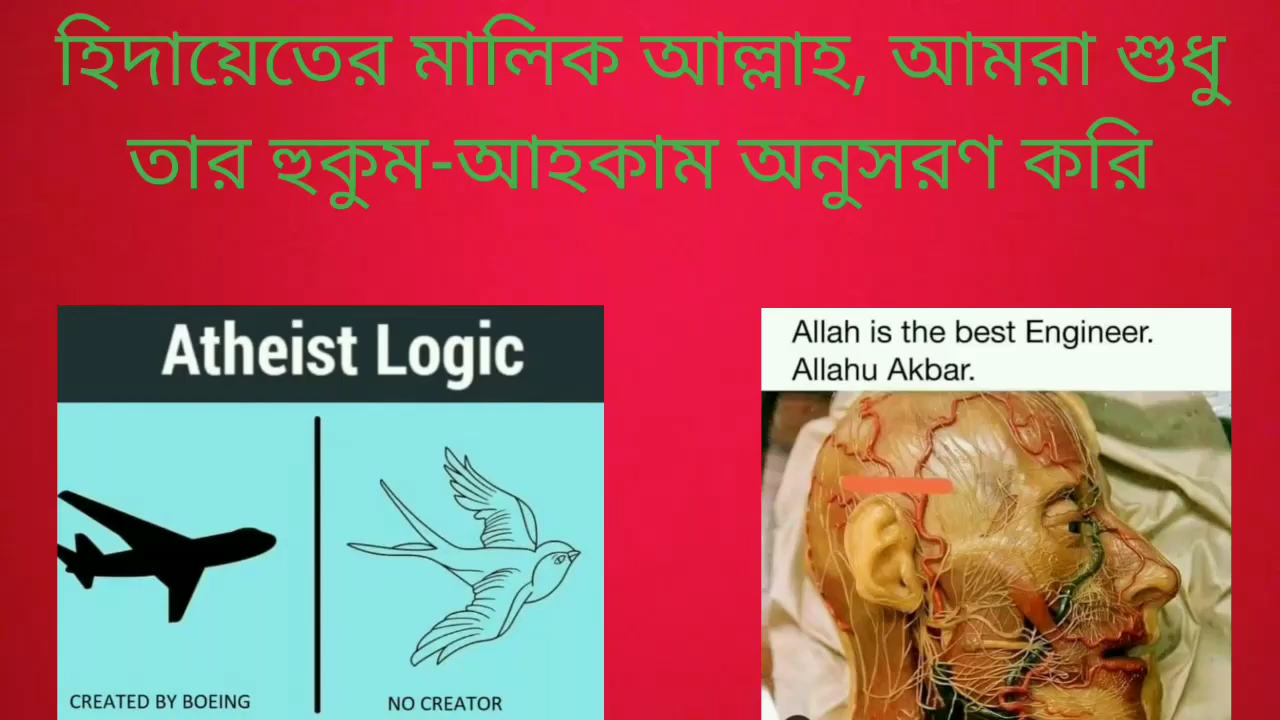 হিদায়েতের মালিক আল্লাহ, আমরা শুধু
তার হুকুম-আহকাম অনুসরণ করি
Atheist Logic
CREATED BY BOEING
NO CREATOR
Allah is the best Engineer.
Allahu Akbar.